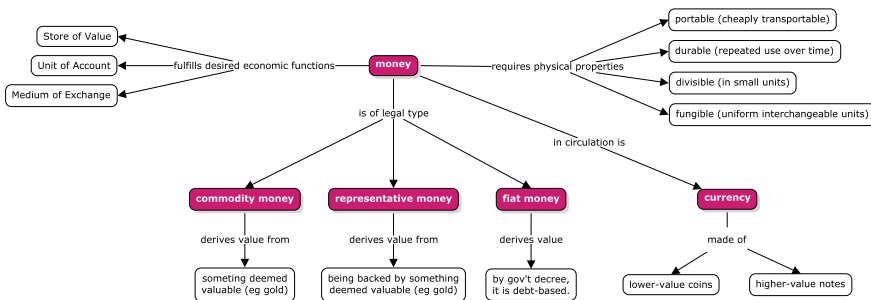 portable (cheaply transportable)
Store of Value
durable (repeated use over time)
Unit of Account
fulfills desired economic functions
money
requires physical properties
divisible (in small units)
Medium of Exchange
fungible (uniform interchangeable units)
is of legal type
in circulation is
commodity money
representative money
fiat money
currency
derives value from
derives value from
derives value
made of
someting deemed
valuable (eg gold)
being backed by something
deemed valuable (eg gold)
by gov't decree,
it is debt-based.
lower-value coins
higher-value notes